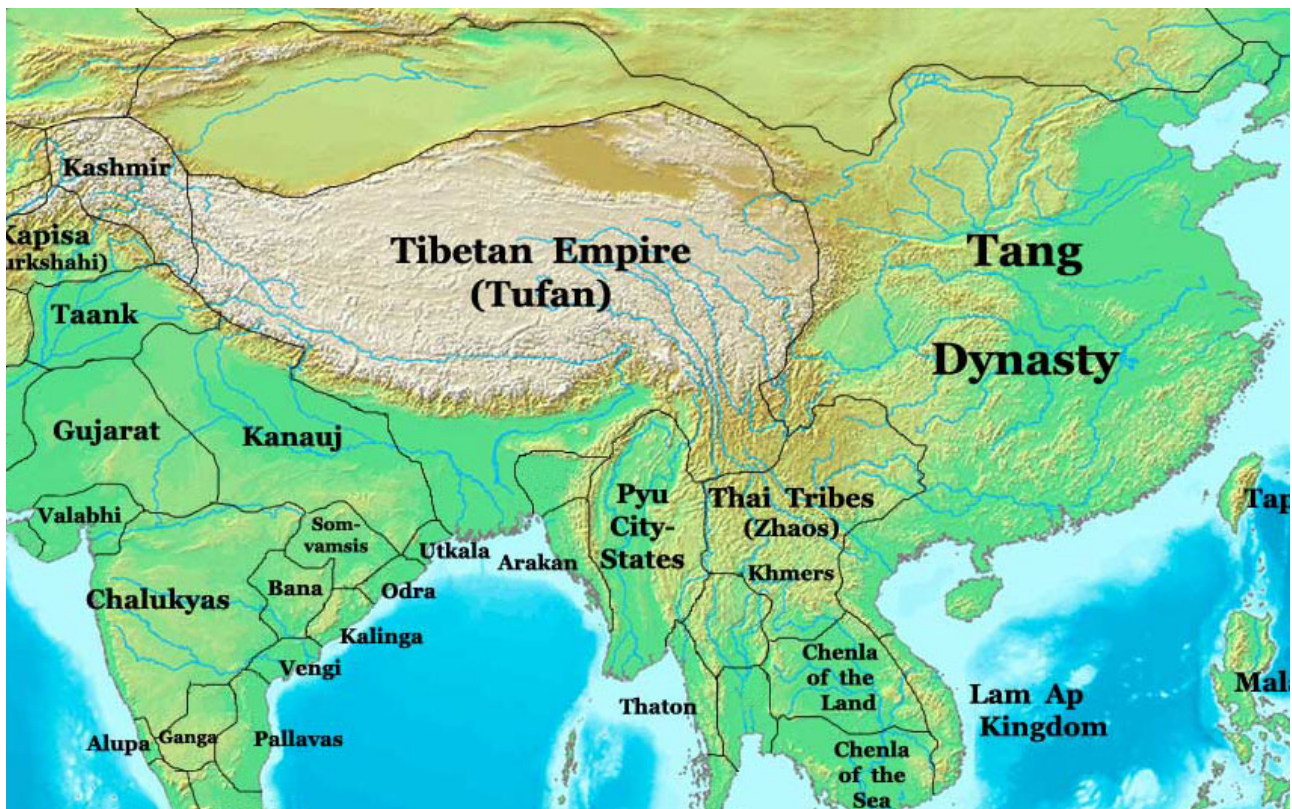 Kashmir
Kapisa
urkshahi)
Taank
Tibetan Empire
(Tufan)
Tang
Dynasty
Gujarat
Kanauj
Valabhi
Som-
vamsis
Utkala
Arakan
Pyu
City-
States
Thai Tribes
(Zhaos)
Khmers
Tap
Chalukyas
Bana
Odra
Kalinga
Vengi
Chenla
of the
Land
Thaton
Lam Ap
Kingdom
Mala
Alupa
Ganga
Pallavas
Chenla
of the
Sea